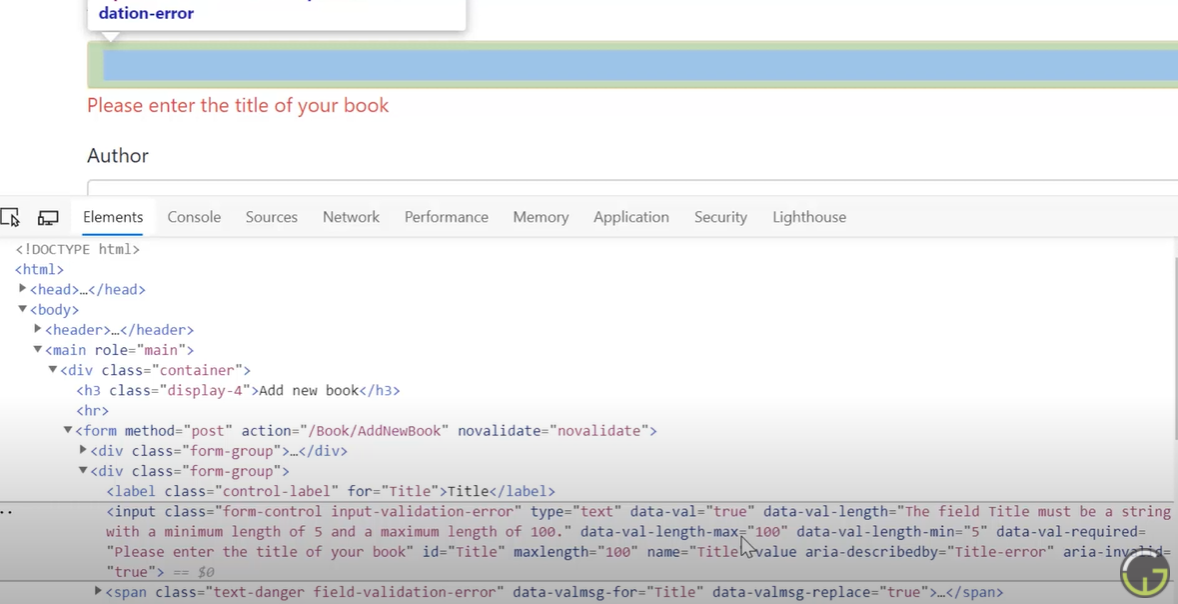 dation-error
Please enter the title of your book
Author
Elements Console Sources Network Performance Memory Application Security Lighthouse
<!DOCTYPE html>
<html>
<head>…</head>
<body>
<header>…</header>
<main role="main">
<div class="container">
<h3 class="display-4">Add new book</h3>
<hr>
<form method="post" action="/Book/AddNewBook" novalidate="novalidate">
<div class="form-group">…</div>
<div class="form-group">
<label class="control-label" for="Title">Title</label>
<input class="form-control input-validation-error" type="text" data-val="true" data-val-length="The field Title must be a string
with a minimum length of 5 and a maximum length of 100." data-val-length-max="100" data-val-length-min="5" data-val-required=
"Please enter the title of your book" id="Title" maxlength="100" name="Title" value aria-describedby="Title-error" aria-invalid=
"true"> == $0
<span class="text-danger field-validation-error" data-valmsg-for="Title" data-valmsg-replace="true">…</span>